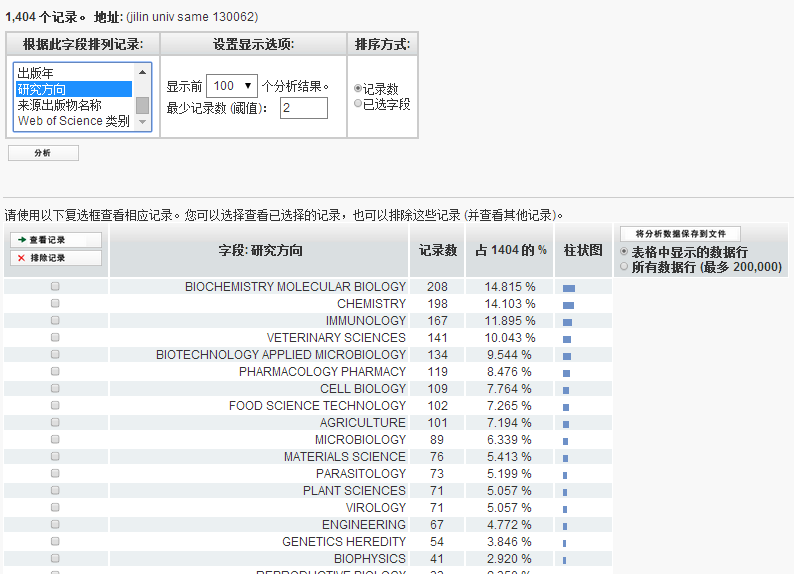 1,404 个记录。 地址: (jilin univ same 130062)
根据此字段排列记录: 设置显示选项: 排序方式:
出版年
研究方向
来源出版物名称
Web of Science 类别
显示前 100 个分析结果。
最少记录数 (阈值): 2
记录数
已选字段
分析
请使用以下复选框查看相应记录。您可以选择查看已选择的记录，也可以排除这些记录 (并查看其他记录)。
查看记录
排除记录
字段: 研究方向 记录数 占 1404 的 % 柱状图
将分析数据保存到文件
表格中显示的数据行
所有数据行 (最多 200,000)
BIOCHEMISTRY MOLECULAR BIOLOGY 208 14.815 %
CHEMISTRY 198 14.103 %
IMMUNOLOGY 167 11.895 %
VETERINARY SCIENCES 141 10.043 %
BIOTECHNOLOGY APPLIED MICROBIOLOGY 134 9.544 %
PHARMACOLOGY PHARMACY 119 8.476 %
CELL BIOLOGY 109 7.764 %
FOOD SCIENCE TECHNOLOGY 102 7.265 %
AGRICULTURE 101 7.194 %
MICROBIOLOGY 89 6.339 %
MATERIALS SCIENCE 76 5.413 %
PARASITOLOGY 73 5.199 %
PLANT SCIENCES 71 5.057 %
VIROLOGY 71 5.057 %
ENGINEERING 67 4.772 %
GENETICS HEREDITY 54 3.846 %
BIOPHYSICS 41 2.920 %